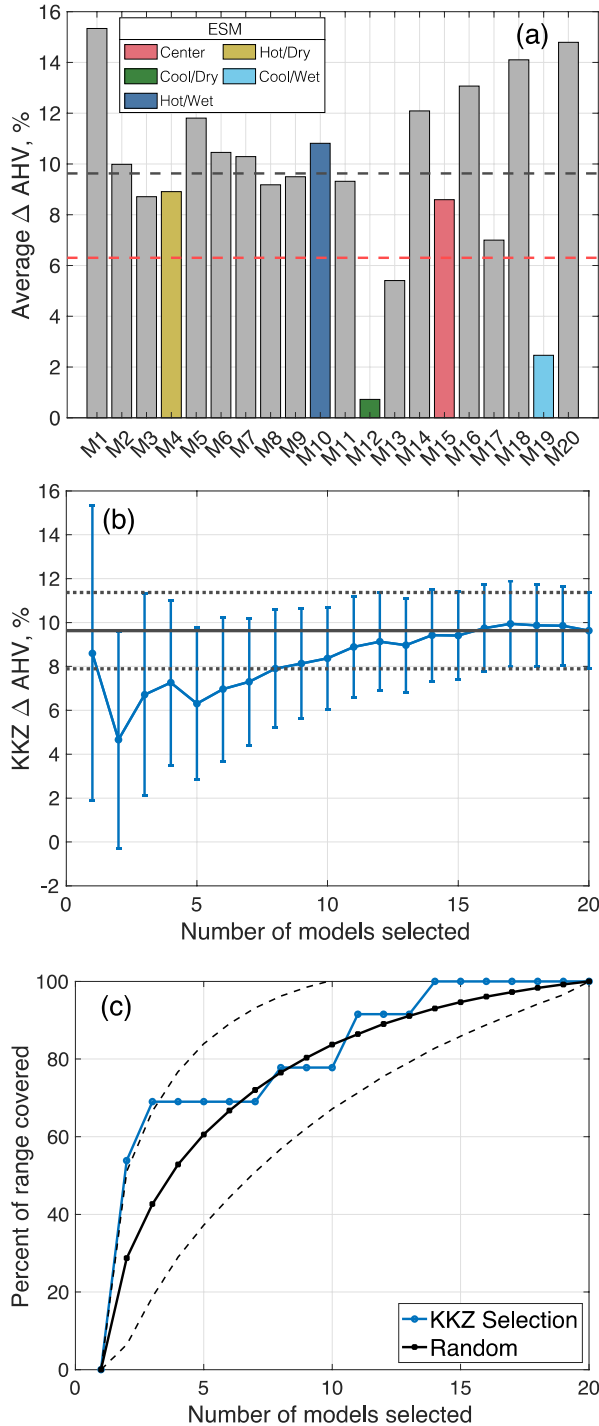 (a)
ESM
Center
Hot/Dry
Cool/Dry
Cool/Wet
Hot/Wet
16
14
12
10
8
6
4
2
0
Average Δ AHV, %
M1 M2 M3 M4 M5 M6 M7 M8 M9 M10 M11 M12 M13 M14 M15 M16 M17 M18 M19 M20
(b)
16
14
12
10
8
6
4
2
0
-2
KKZ Δ AHV, %
0 5 10 15 20
Number of models selected
(c)
100
80
60
40
20
0
Percent of range covered
KKZ Selection
Random
0 5 10 15 20
Number of models selected